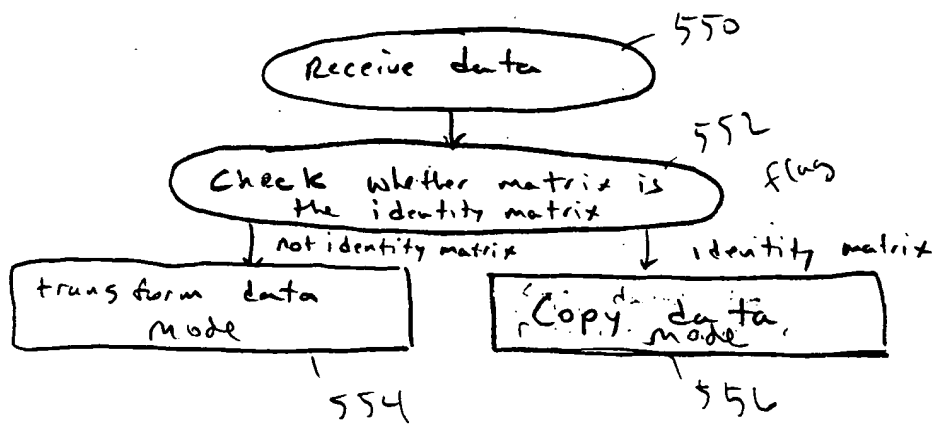 550
Receive data
552
flag
Check whether matrix is
the identity matrix
not identity matrix
identity matrix
transform data
mode
Copy data
mode
554
556